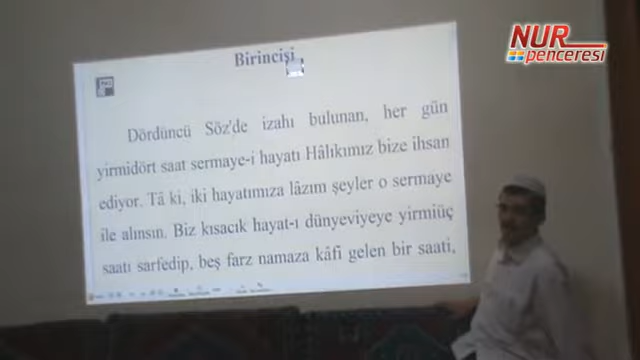 NUR
penceresi
Birincisi
Dördüncü Söz'de izahı bulunan, her gün
yirmidört saat sermaye-i hayatı Hâlıkımız bize ihsan
ediyor. Tâ ki, iki hayatımıza lâzım şeyler o sermaye
ile alınsın. Biz kısacık hayat-ı dünyeviyeye yirmiüç
saatı sarfedip, beş farz namaza kâfi gelen bir saati,